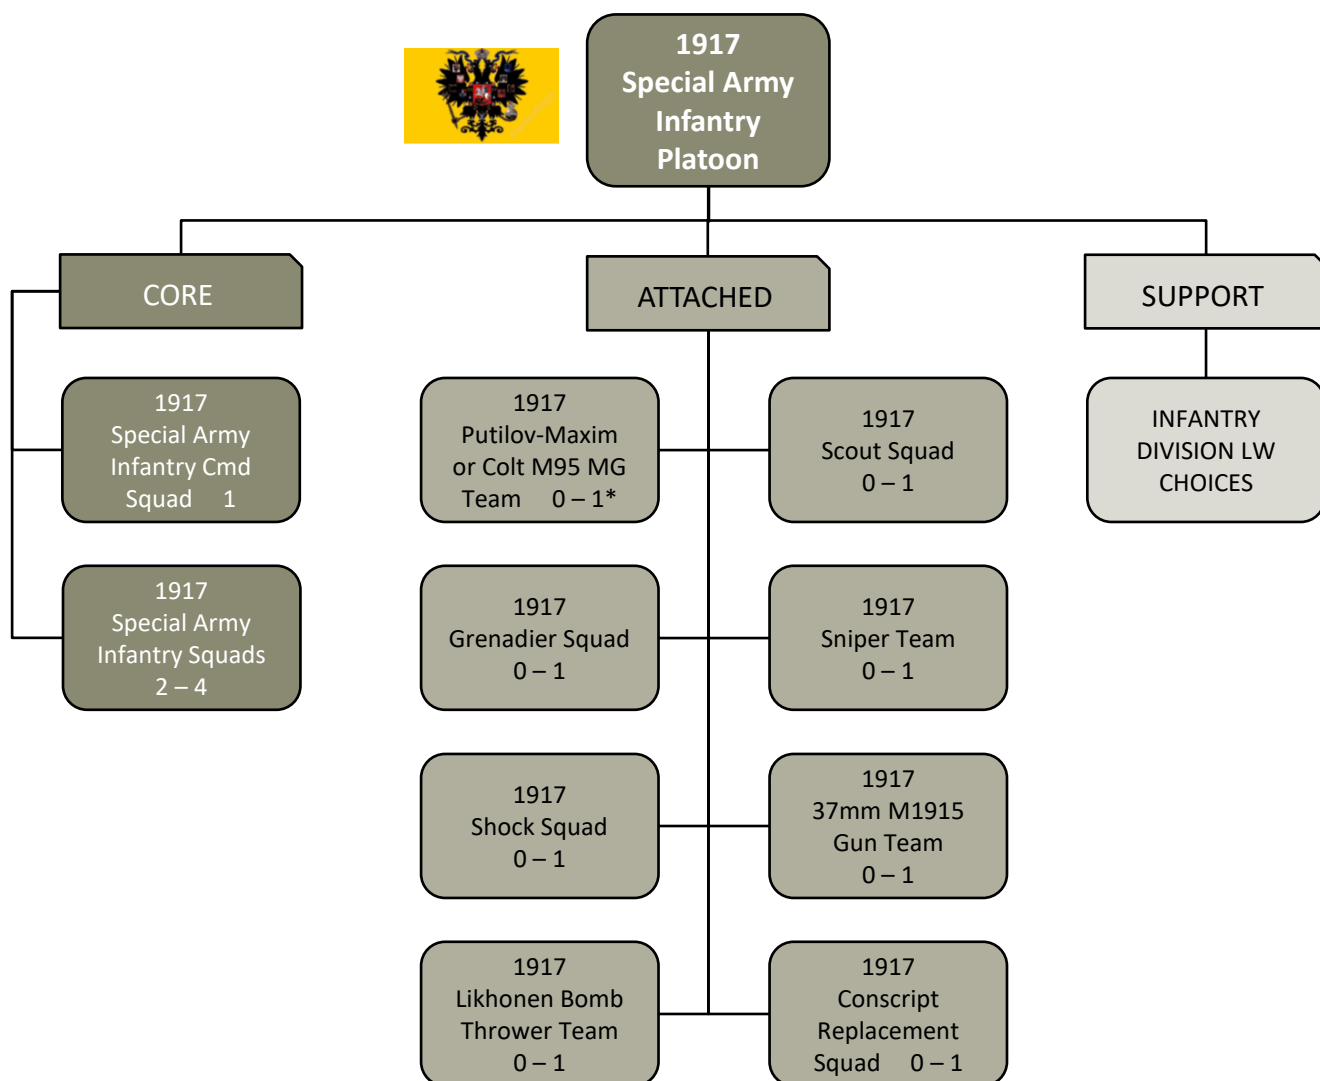 1917
Special Army
Infantry
Platoon
CORE
ATTACHED
SUPPORT
1917
Special Army
Infantry Cmd
Squad 1
1917
Putilov-Maxim
or Colt M95 MG
Team 0 – 1*
1917
Scout Squad
0 – 1
INFANTRY
DIVISION LW
CHOICES
1917
Special Army
Infantry Squads
2 – 4
1917
Grenadier Squad
0 – 1
1917
Sniper Team
0 – 1
1917
Shock Squad
0 – 1
1917
37mm M1915
Gun Team
0 – 1
1917
Likhonen Bomb
Thrower Team
0 – 1
1917
Conscript
Replacement
Squad 0 – 1